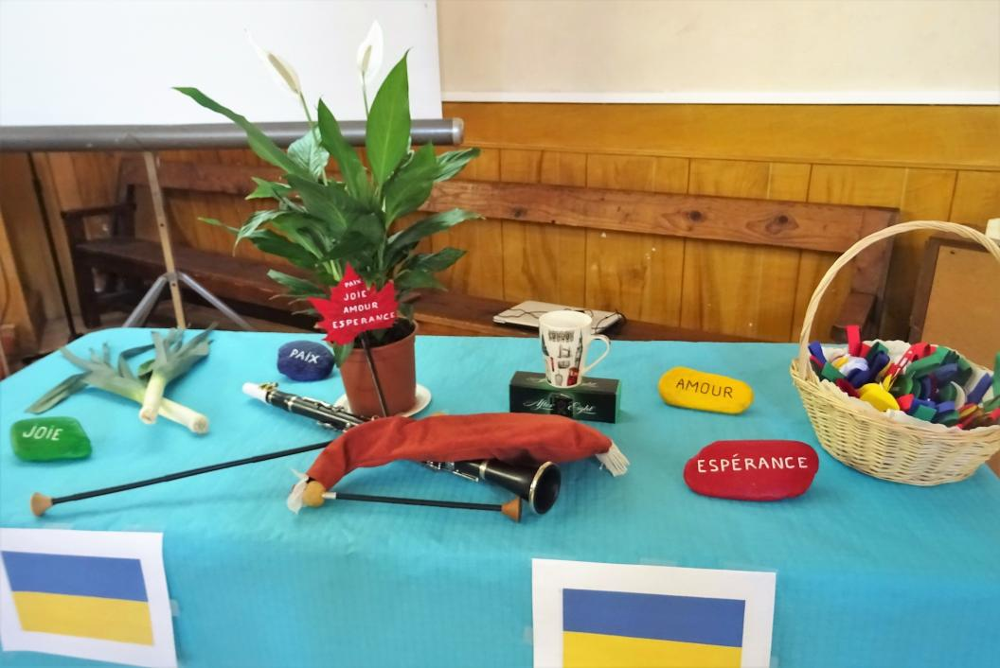 PAIX
JOIE
AMOUR
ESPERANCE
PAIX
JOIE
After Eight
AMOUR
ESPÉRANCE